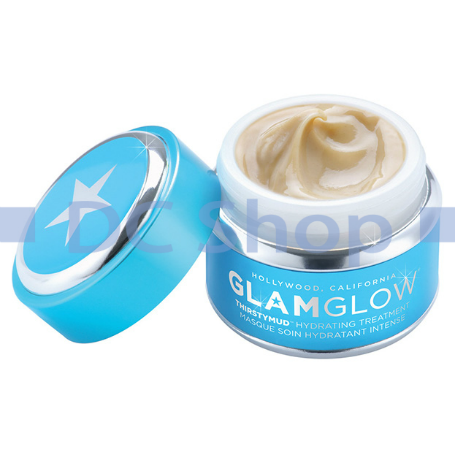 DC Shop
HOLLYWOOD, CALIFORNIA
GLAMGLOW
THIRSTYMUD™ HYDRATING TREATMENT
MASQUE SOIN HYDRATANT INTENSE